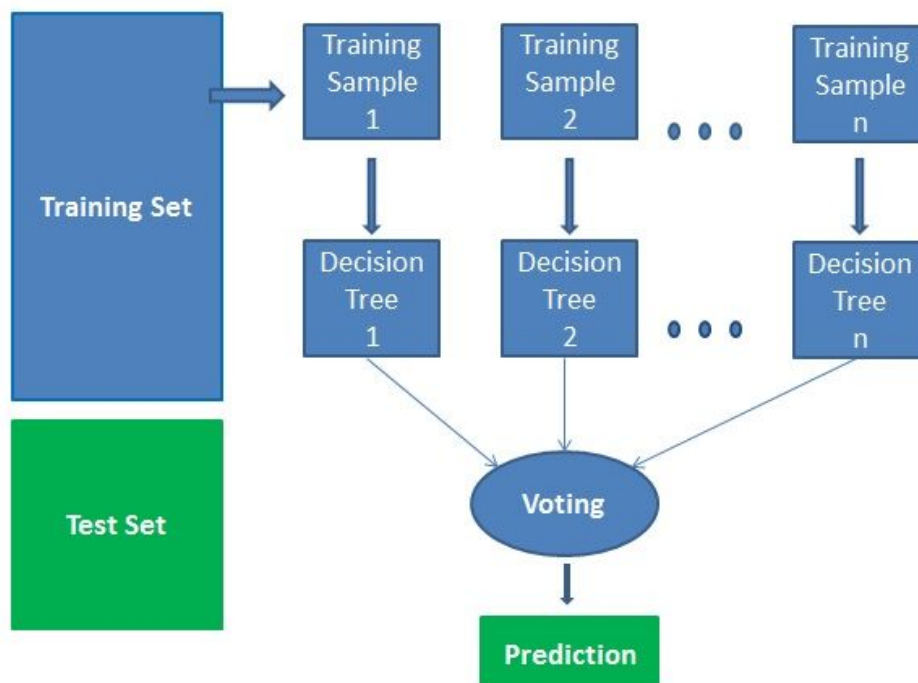 Training Set
Training
Sample
1
Training
Sample
2
Training
Sample
n
Decision
Tree
1
Decision
Tree
2
Decision
Tree
n
Test Set
Voting
Prediction